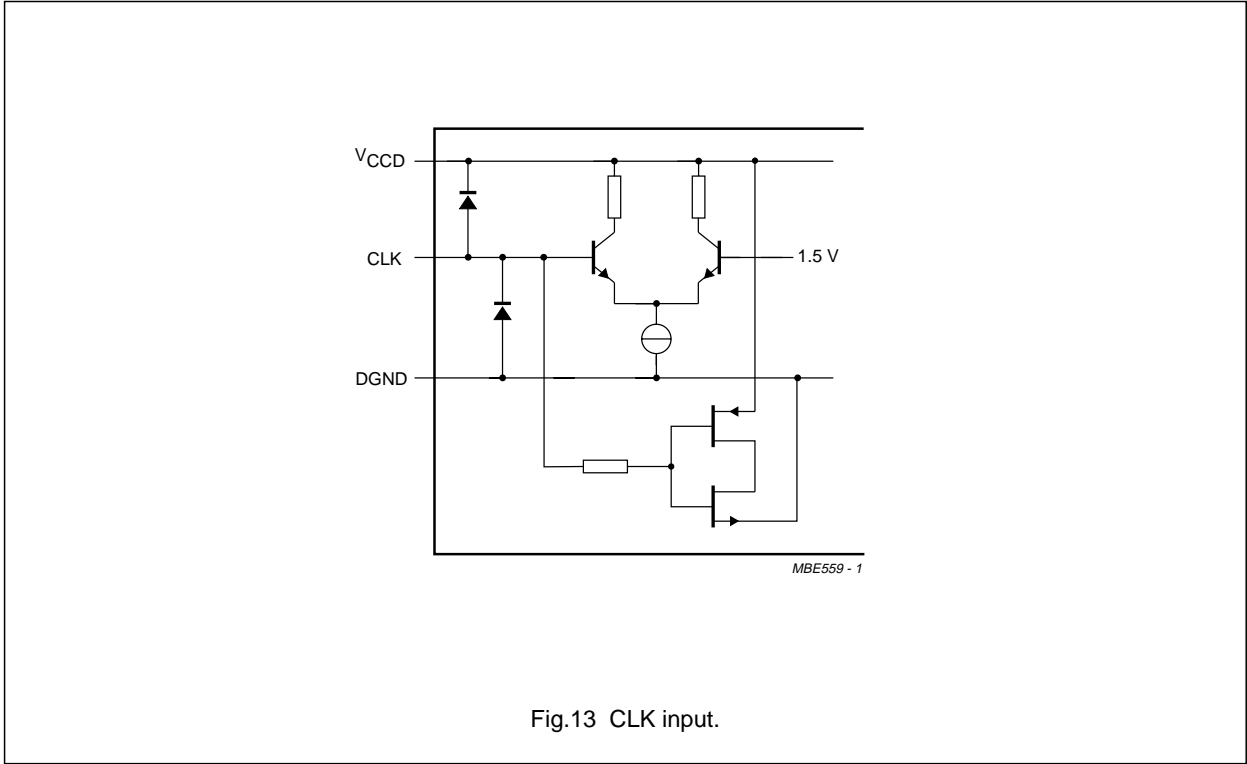 VCCD
CLK
1.5 V
DGND
MBE559 - 1
Fig.13 CLK input.